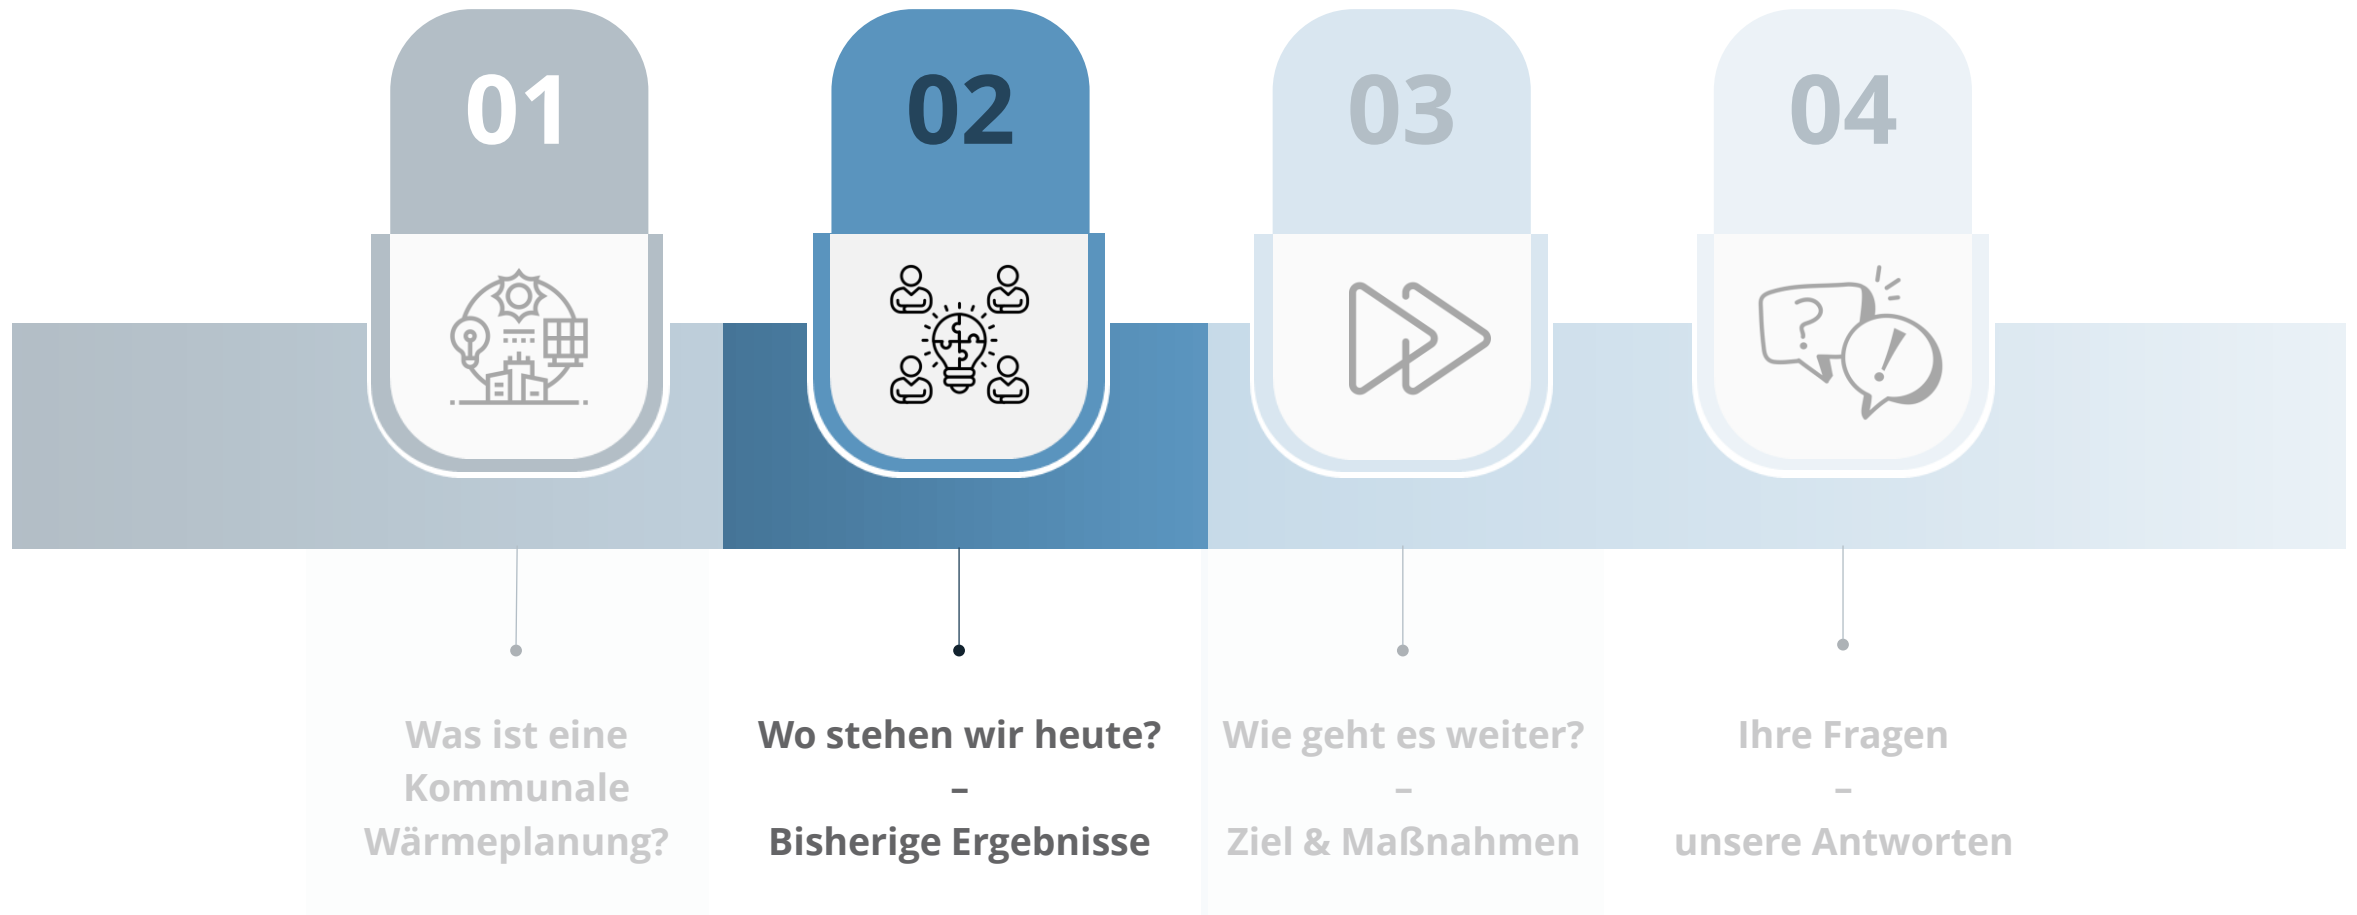 01
02
03
04
Was ist eine
Kommunale
Wärmeplanung?
Wo stehen wir heute?
–
Bisherige Ergebnisse
Wie geht es weiter?
–
Ziel & Maßnahmen
Ihre Fragen
–
unsere Antworten